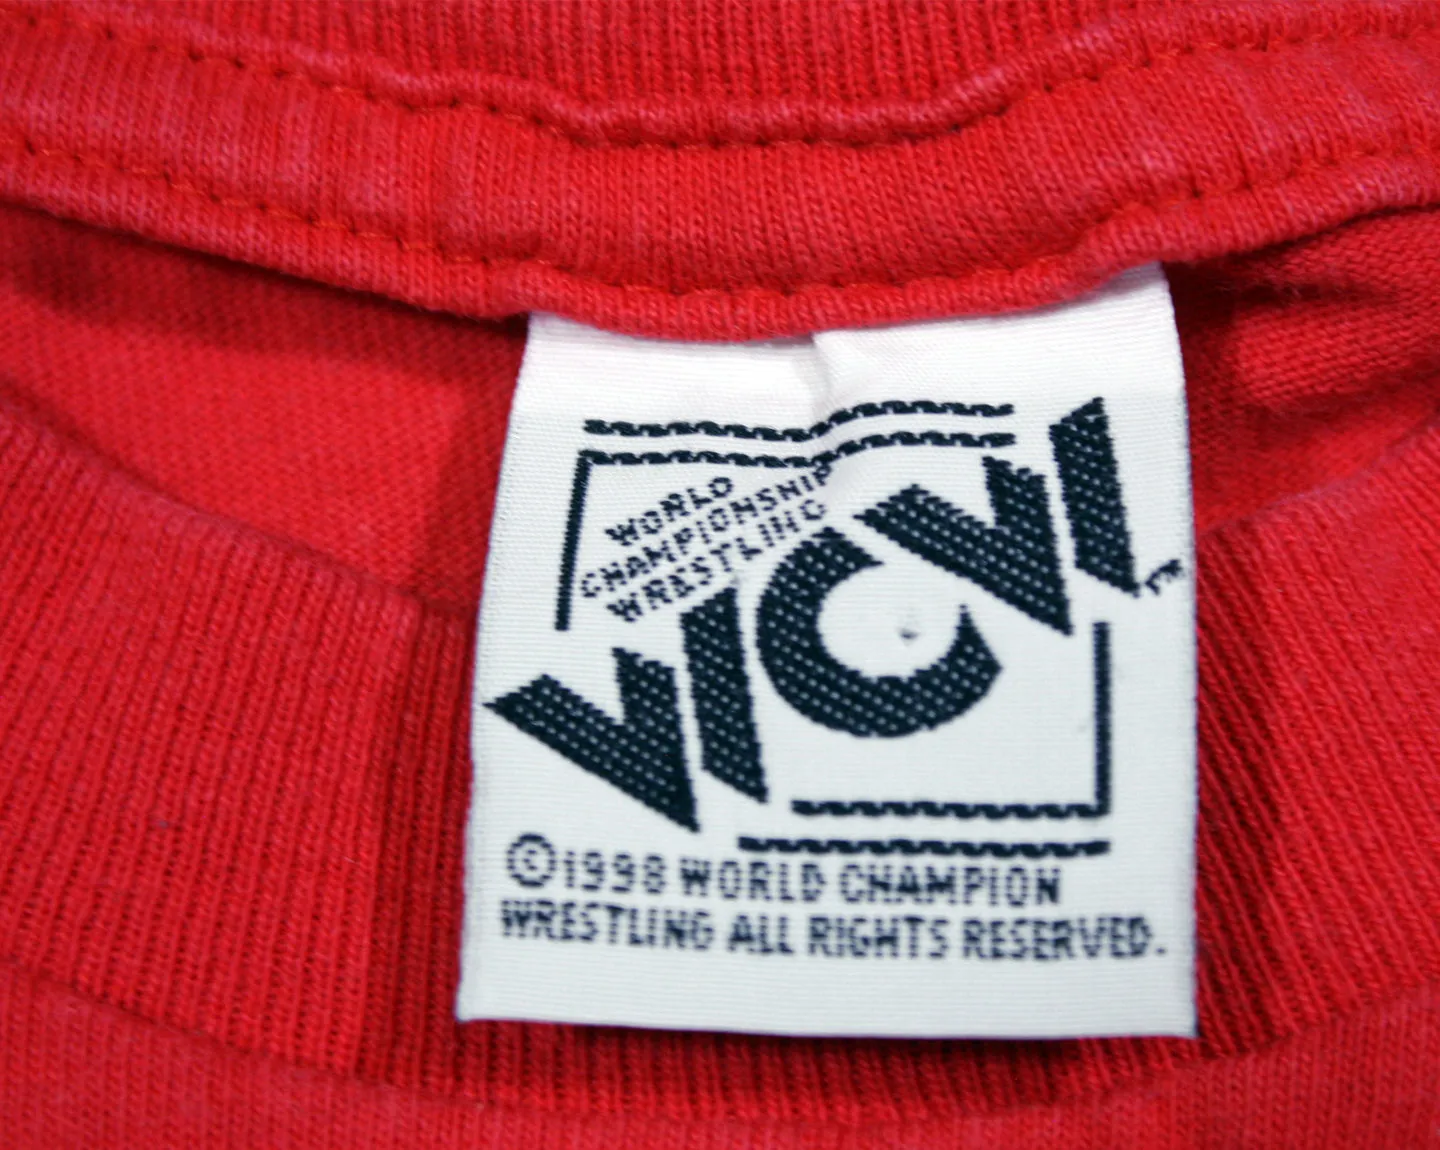 WORLD
CHAMPIONSHIP
WRESTLING
WCW
TM
©1998 WORLD CHAMPION
WRESTLING ALL RIGHTS RESERVED.